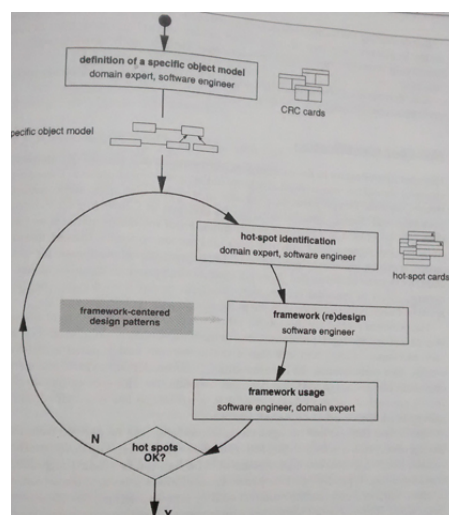 definition of a specific object model
domain expert, software engineer
CRC cards
object model
hot-spot identification
domain expert, software engineer
hot-spot cards
framework-centered
design patterns
framework (re)design
software engineer
framework usage
software engineer, domain expert
N
hot spots
OK?
Y